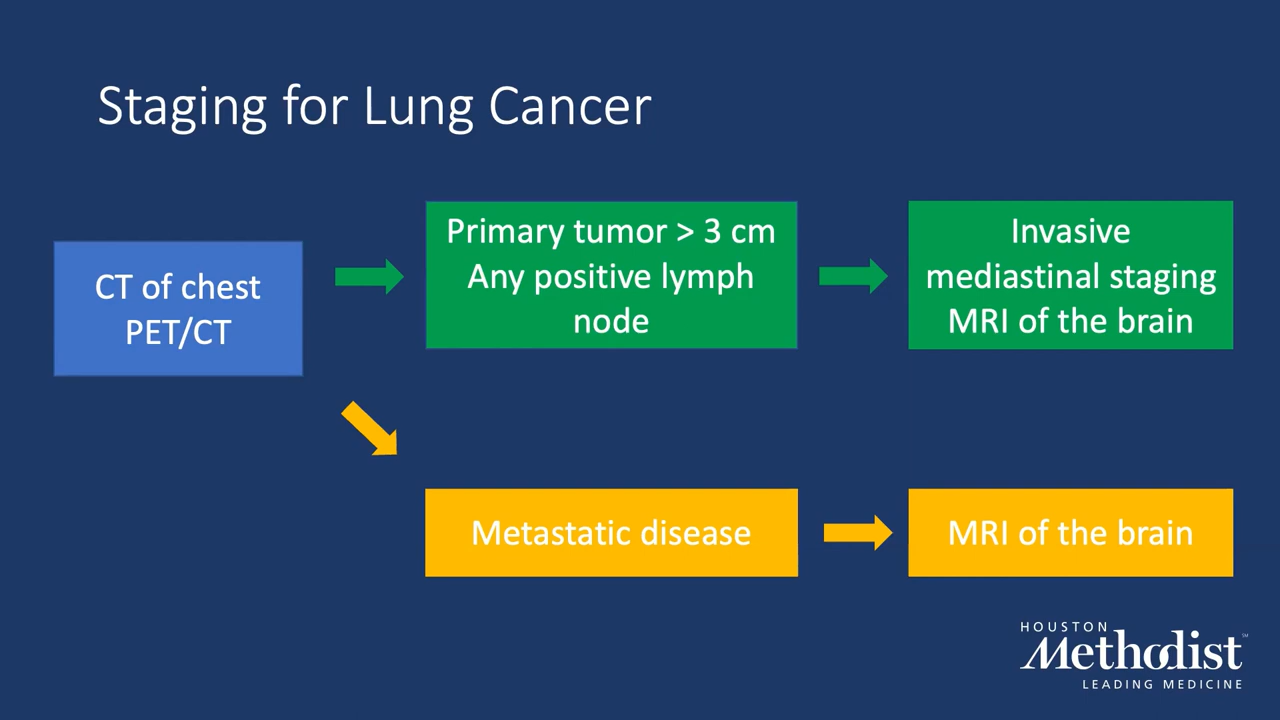 Staging for Lung Cancer
CT of chest
PET/CT
Primary tumor > 3 cm
Any positive lymph
node
Invasive
mediastinal staging
MRI of the brain
Metastatic disease
MRI of the brain
HOUSTON
Methodist
LEADING MEDICINE